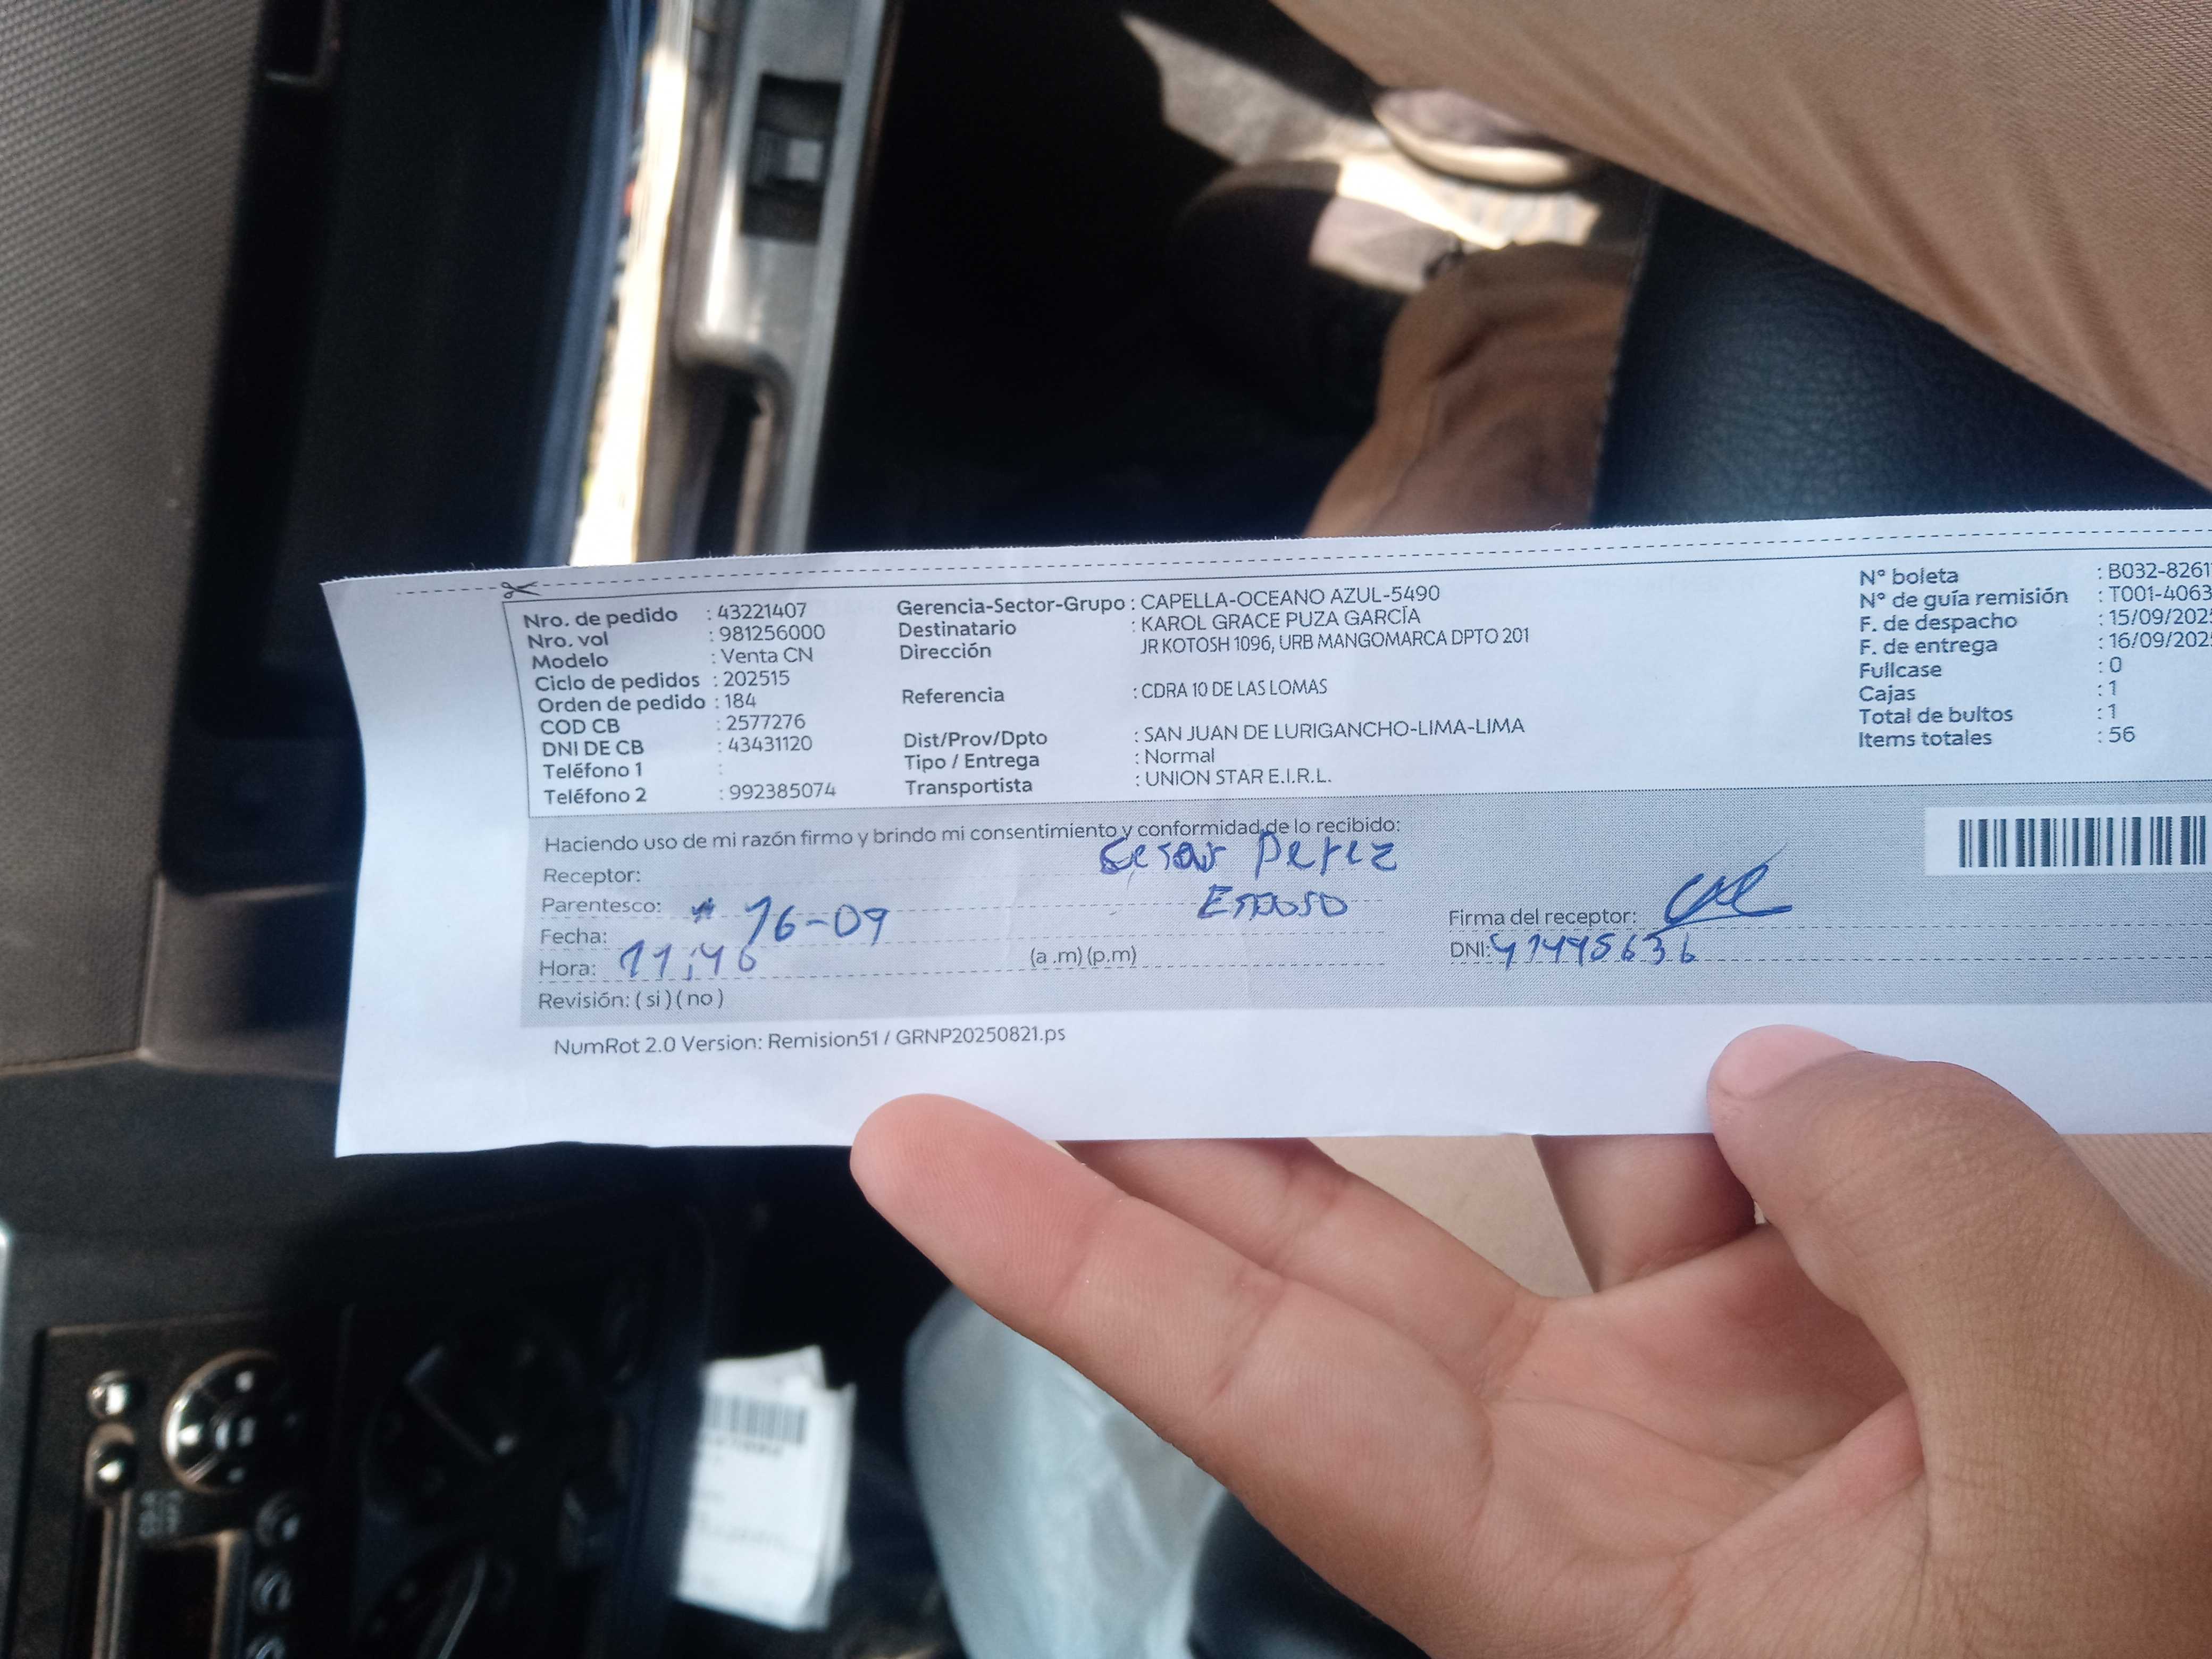 Nro. de pedido : 43221407
Nro. vol : 981256000
Modelo : Venta CN
Ciclo de pedidos : 202515
Orden de pedido : 184
COD CB : 2577276
DNI DE CB : 43431120
Teléfono 1 :
Teléfono 2 : 992385074
Gerencia-Sector-Grupo : CAPELLA-OCEANO AZUL-5490
Destinatario : KAROL GRACE PUZA GARCÍA
Dirección JR KOTOSH 1096, URB MANGOMARCA DPTO 201
Referencia : CDRA 10 DE LAS LOMAS
Dist/Prov/Dpto : SAN JUAN DE LURIGANCHO-LIMA-LIMA
Tipo / Entrega : Normal
Transportista : UNION STAR E.I.R.L.
Nº boleta : B032-8261
Nº de guía remisión : T001-4063
F. de despacho : 15/09/202
F. de entrega : 16/09/202
Fullcase : 0
Cajas : 1
Total de bultos : 1
Items totales : 56
Haciendo uso de mi razón firmo y brindo mi consentimiento y conformidad de lo recibido:
Receptor: Cesar Perez
Parentesco: Esposo
Fecha: 16-09
Hora: 11:46 (a .m) (p.m)
Revisión: ( si ) ( no )
Firma del receptor:
DNI: 41445636
NumRot 2.0 Version: Remision51 / GRNP20250821.ps